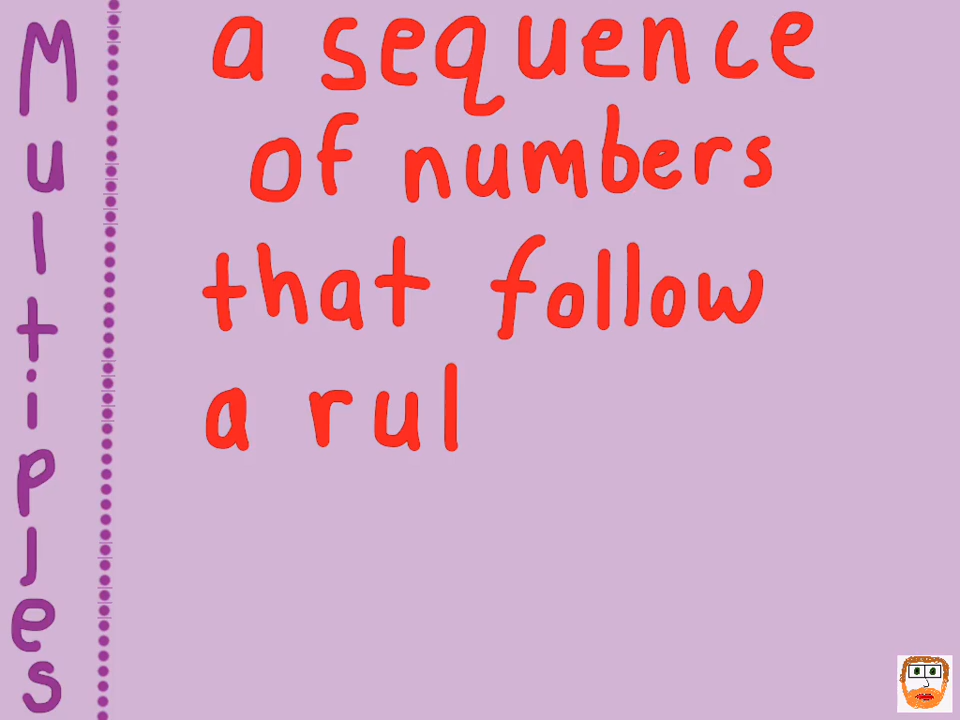 Multiples
a sequence
of numbers
that follow
a rul